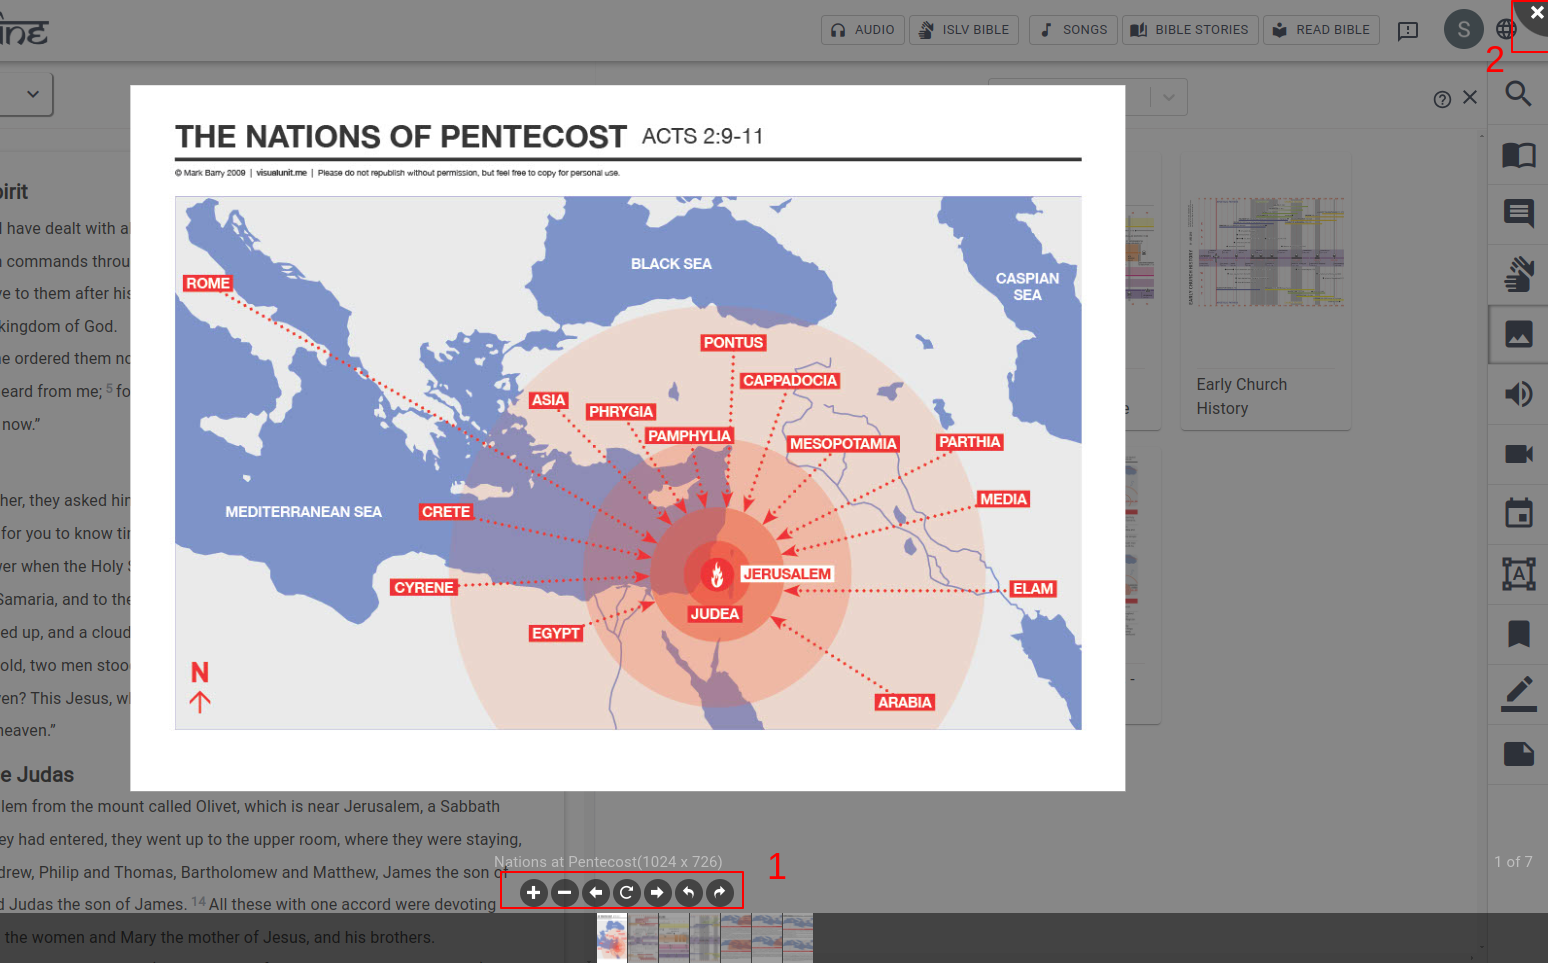 AUDIO
ISLV BIBLE
SONGS
BIBLE STORIES
READ BIBLE
S
2
THE NATIONS OF PENTECOST ACTS 2:9-11
© Mark Barry 2009 | visualunit.me | Please do not republish without permission, but feel free to copy for personal use.
BLACK SEA
CASPIAN
SEA
ROME
PONTUS
CAPPADOCIA
ASIA
PHRYGIA
PAMPHYLIA
MESOPOTAMIA
PARTHIA
MEDIA
MEDITERRANEAN SEA
CRETE
JERUSALEM
CYRENE
ELAM
JUDEA
EGYPT
N
ARABIA
have dealt with a
commands throu
ve to them after his
kingdom of God.
e ordered them no
eard from me; 5 fo
now.”
her, they asked him
for you to know ti
er when the Holy S
Samaria, and to the
ed up, and a cloud
old, two men stoo
en? This Jesus, w
heaven.”
e Judas
lem from the mount called Olivet, which is near Jerusalem, a Sabbath
ey had entered, they went up to the upper room, where they were staying,
drew, Philip and Thomas, Bartholomew and Matthew, James the son of
d Judas the son of James. 14 All these with one accord were devoting
the women and Mary the mother of Jesus, and his brothers.
Early Church
History
A
Nations at Pentecost(1024 x 726)
1
1 of 7